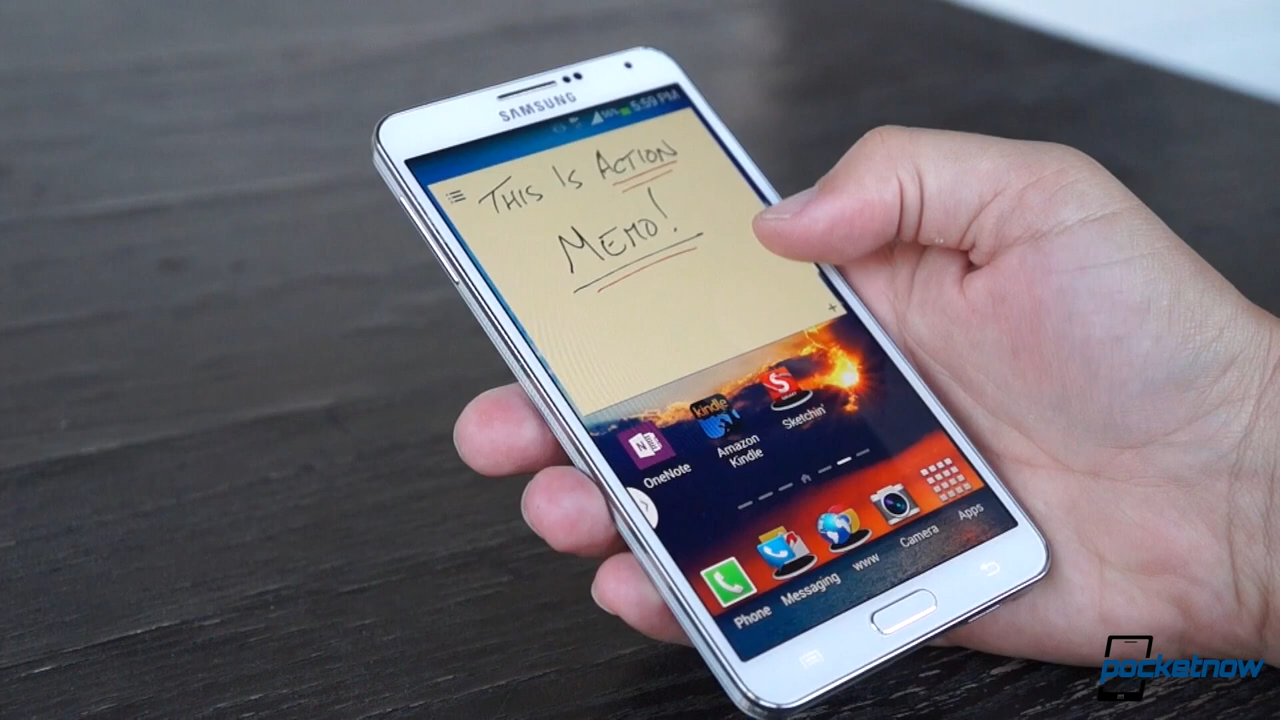 SAMSUNG
5:59 PM
THIS IS ACTION
MEMO!
kindle
N
S
OneNote
Amazon
Kindle
Sketchin'
Phone
Messaging
www
Camera
Apps
pocketnow